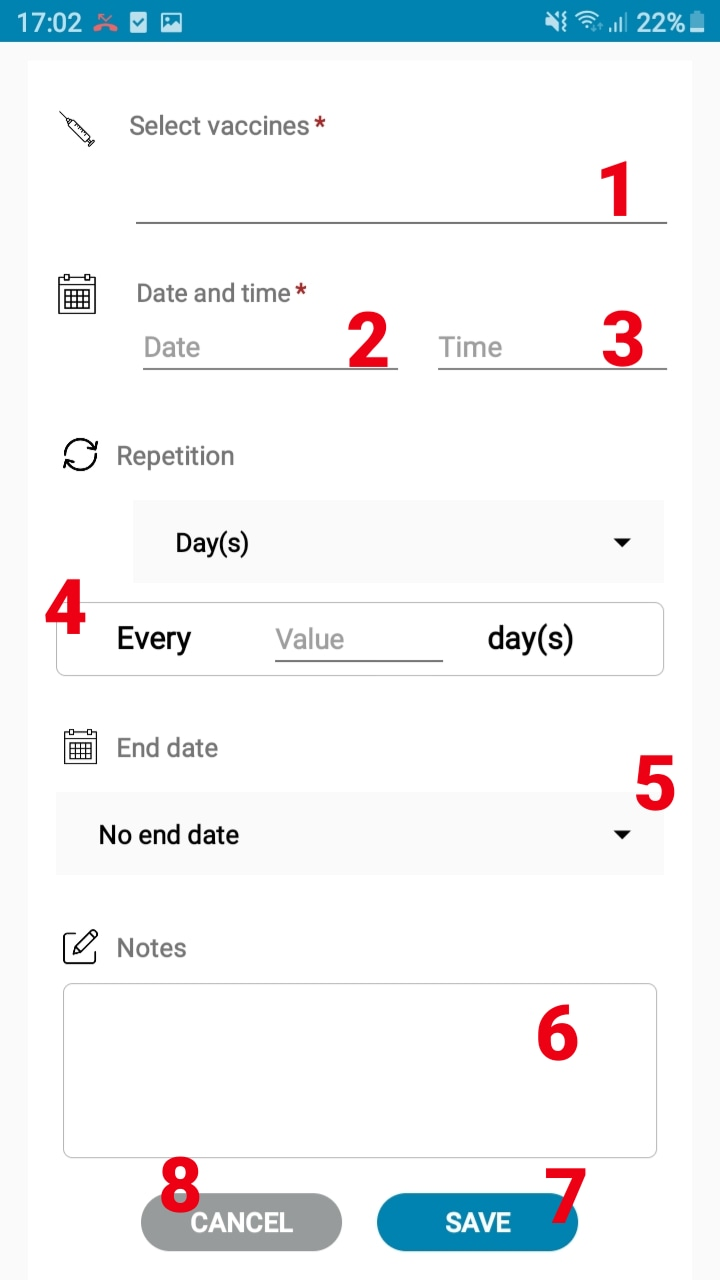 17:02 22%
Select vaccines *
1
Date and time *
Date 2 Time 3
Repetition
Day(s)
4
Every Value day(s)
End date
5
No end date
Notes
6
8 7
CANCEL SAVE